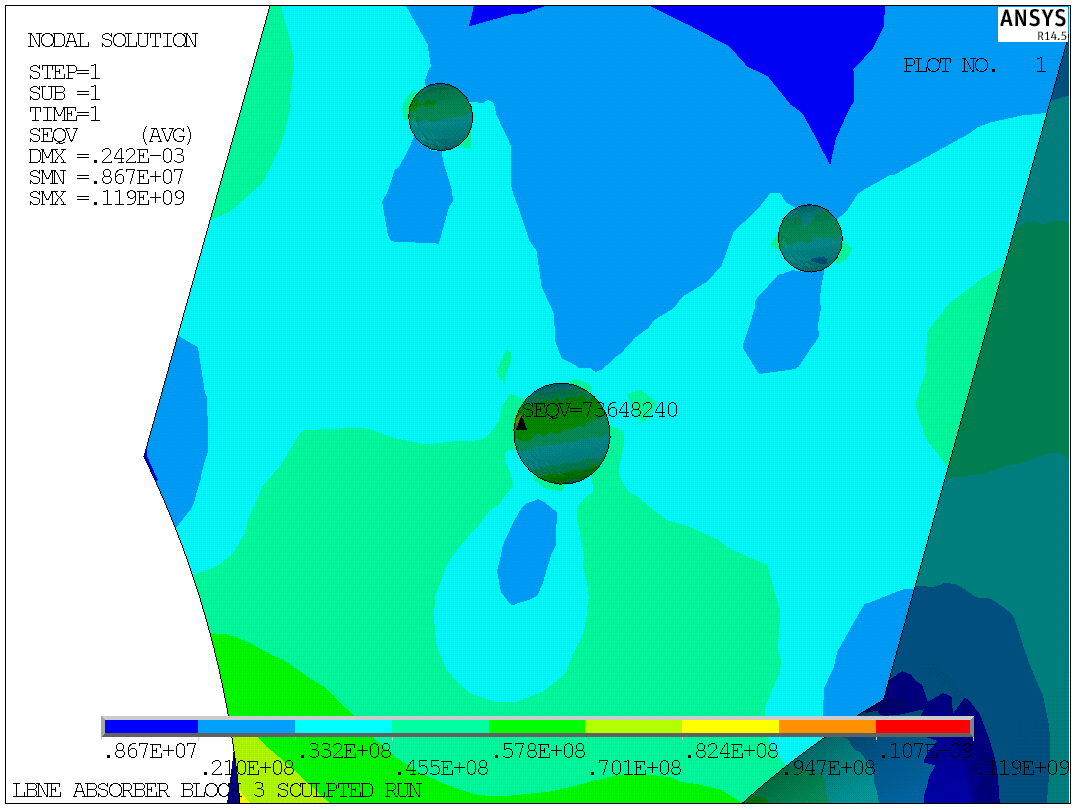 ANSYS
R14.5
NODAL SOLUTION
PLOT NO. 1
STEP=1
SUB =1
TIME=1
SEQV (AVG)
DMX =.242E-03
SMN =.867E+07
SMX =.119E+09
SEQV=73648240
.867E+07 .332E+08 .578E+08 .824E+08 .107E+09
.210E+08 .455E+08 .701E+08 .947E+08 .119E+09
LBNE ABSORBER BLOCK 3 SCULPTED RUN